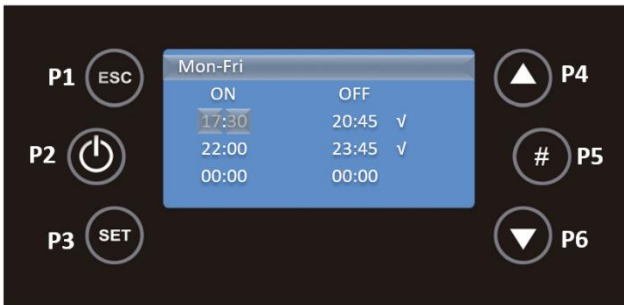 Mon-Fri
ON OFF
17:30 20:45 √
22:00 23:45 √
00:00 00:00
P1 ESC
P2
P3 SET
P4
# P5
P6